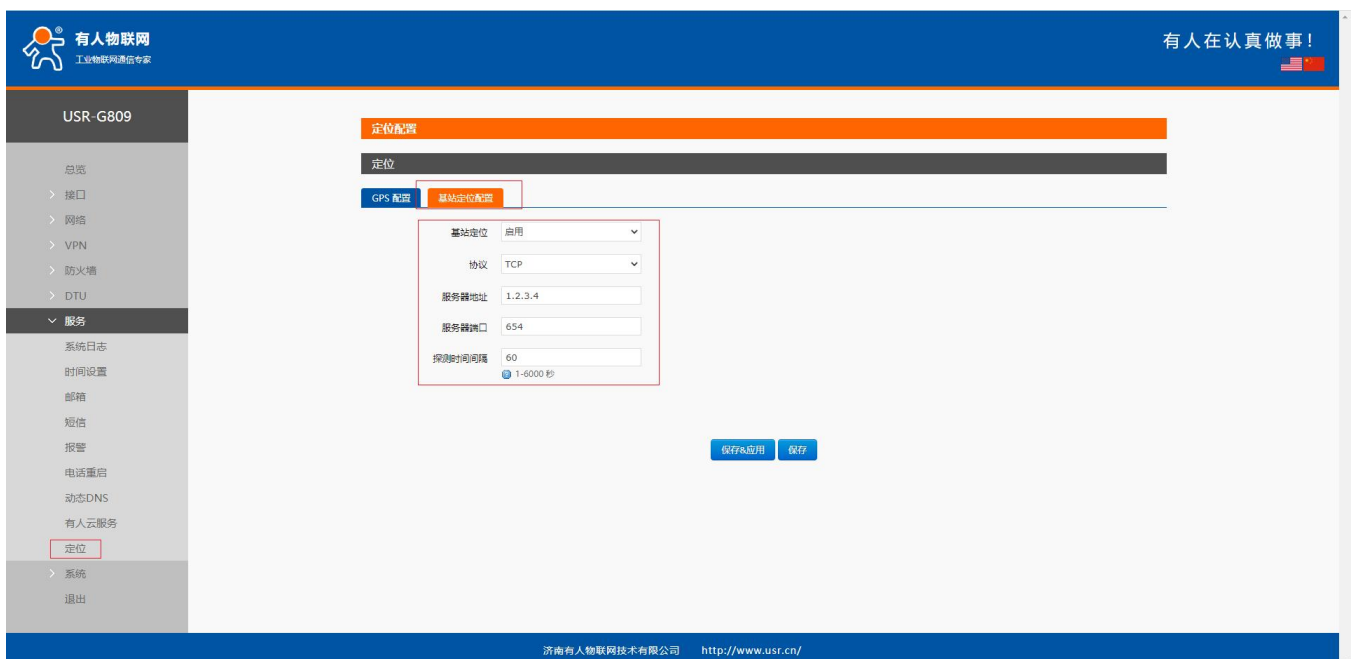 有人物联网
工业物联网通信专家
有人在认真做事!
USR-G809
总览
接口
网络
VPN
防火墙
DTU
服务
系统日志
时间设置
邮箱
短信
报警
电话重启
动态DNS
有人云服务
定位
系统
退出
定位配置
定位
GPS 配置 基站定位配置
基站定位 启用
协议 TCP
服务器地址 1.2.3.4
服务器端口 654
探测时间间隔 60
1-6000 秒
保存&应用 保存
济南有人物联网技术有限公司 http://www.usr.cn/